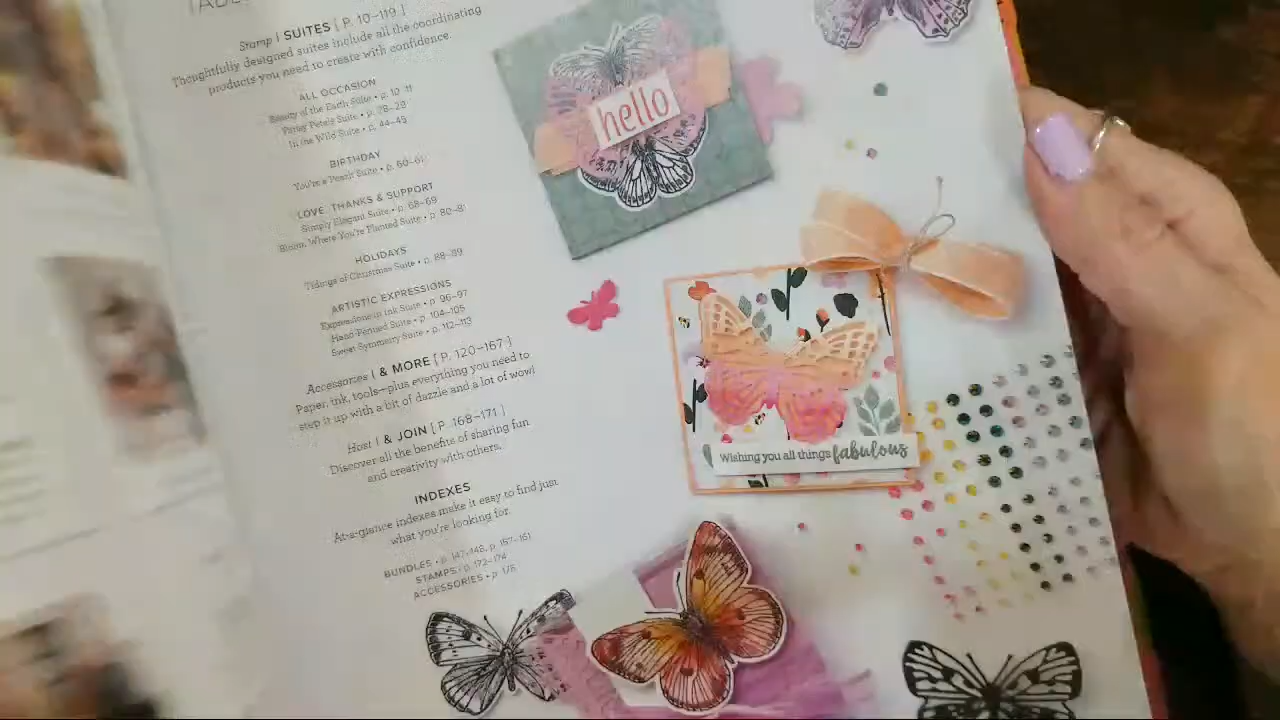 TABLE
Stamp | SUITES [ P. 10–119 ]
Thoughtfully designed suites include all the coordinating
products you need to create with confidence.
ALL OCCASION
Beauty of the Earth Suite • p. 10–11
Pansy Petals Suite • p. 28–29
In the Wild Suite • p. 44–45
BIRTHDAY
You're a Peach Suite • p. 60–61
LOVE, THANKS & SUPPORT
Simply Elegant Suite • p. 68–69
Bloom Where You're Planted Suite • p. 80–81
HOLIDAYS
Tidings of Christmas Suite • p. 88–89
ARTISTIC EXPRESSIONS
Expressions in Ink Suite • p. 96–97
Hand-Penned Suite • p. 104–105
Sweet Symmetry Suite • p. 112–113
Accessories | & MORE [ P. 120–167 ]
Paper, ink, tools—plus everything you need to
step it up with a bit of dazzle and a lot of wow!
Host | & JOIN [ P. 168–171 ]
Discover all the benefits of sharing fun
and creativity with others.
INDEXES
At-a-glance indexes make it easy to find just
what you're looking for.
BUNDLES • p. 147–148, p. 157–161
STAMPS • p. 172–174
ACCESSORIES • p. 175
hello
Wishing you all things fabulous